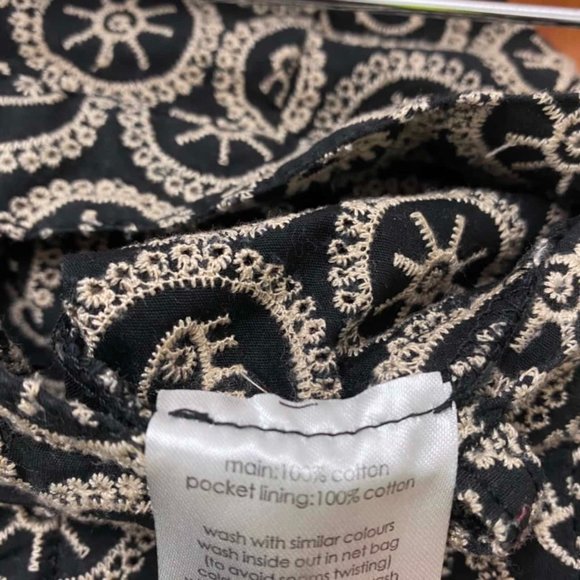 main:100% cotton
pocket lining:100% cotton
wash with similar colours
wash inside out in net bag
(to avoid seams twisting)